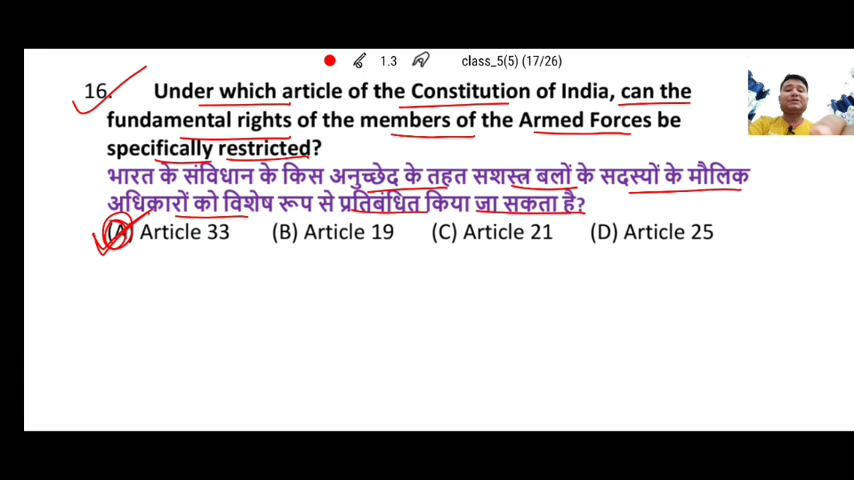 1.3 class_5(5) (17/26)
16. Under which article of the Constitution of India, can the
fundamental rights of the members of the Armed Forces be
specifically restricted?
भारत के संविधान के किस अनुच्छेद के तहत सशस्त्र बलों के सदस्यों के मौलिक
अधिकारों को विशेष रूप से प्रतिबंधित किया जा सकता है?
(A) Article 33 (B) Article 19 (C) Article 21 (D) Article 25